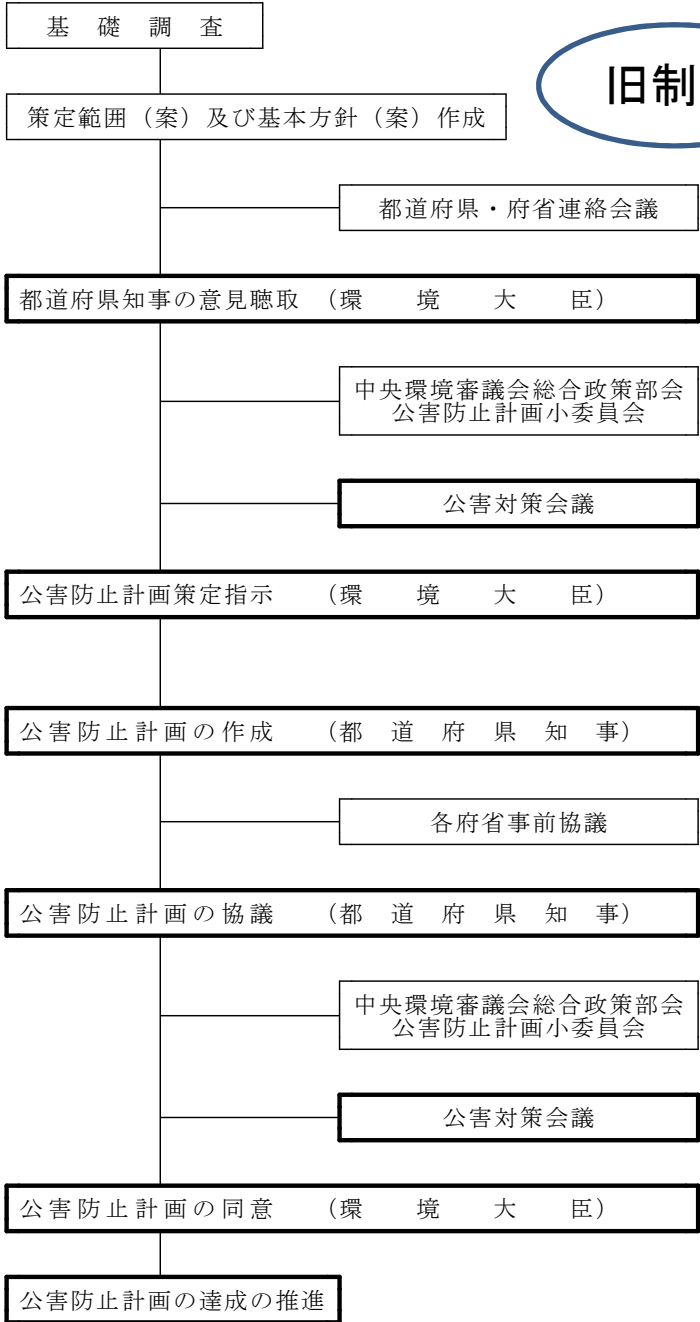 基礎調査
旧制
策定範囲（案）及び基本方針（案）作成
都道府県・府省連絡会議
都道府県知事の意見聴取（環境大臣）
中央環境審議会総合政策部会
公害防止計画小委員会
公害対策会議
公害防止計画策定指示（環境大臣）
公害防止計画の作成（都道府県知事）
各府省事前協議
公害防止計画の協議（都道府県知事）
中央環境審議会総合政策部会
公害防止計画小委員会
公害対策会議
公害防止計画の同意（環境大臣）
公害防止計画の達成の推進